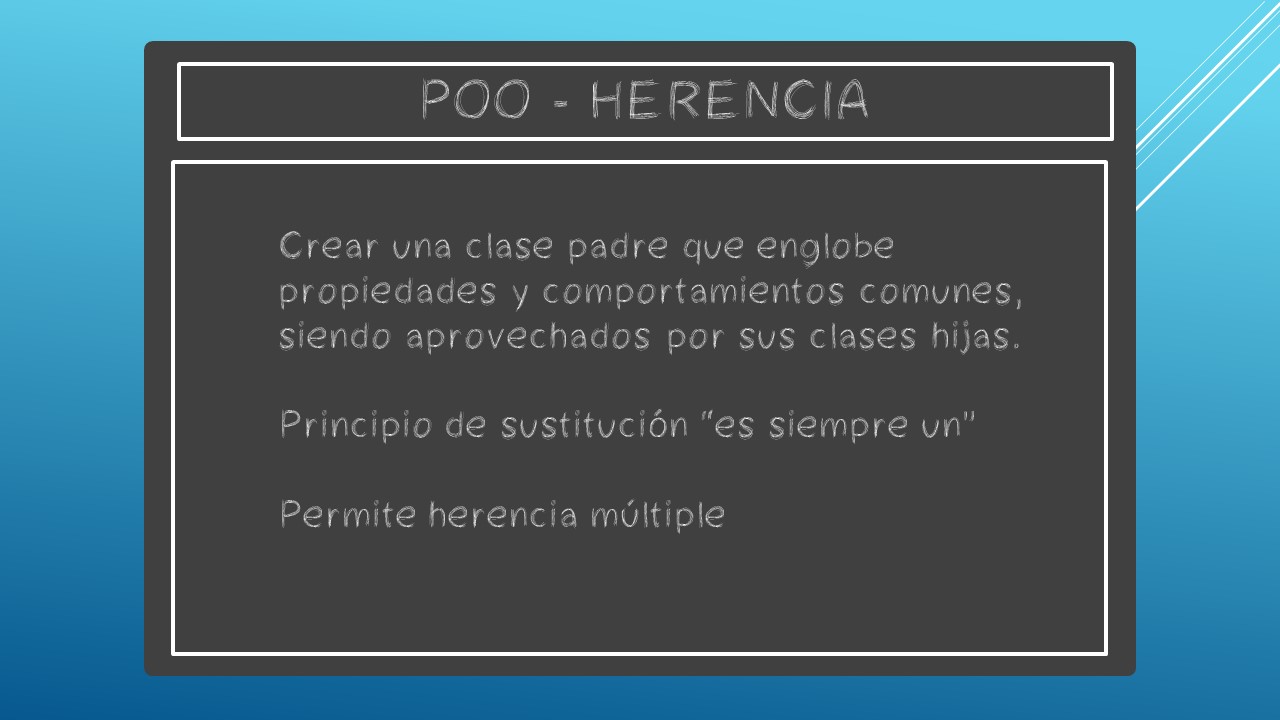 POO - HERENCIA
Crear una clase padre que englobe
propiedades y comportamientos comunes,
siendo aprovechados por sus clases hijas.
Principio de sustitución “es siempre un”
Permite herencia múltiple